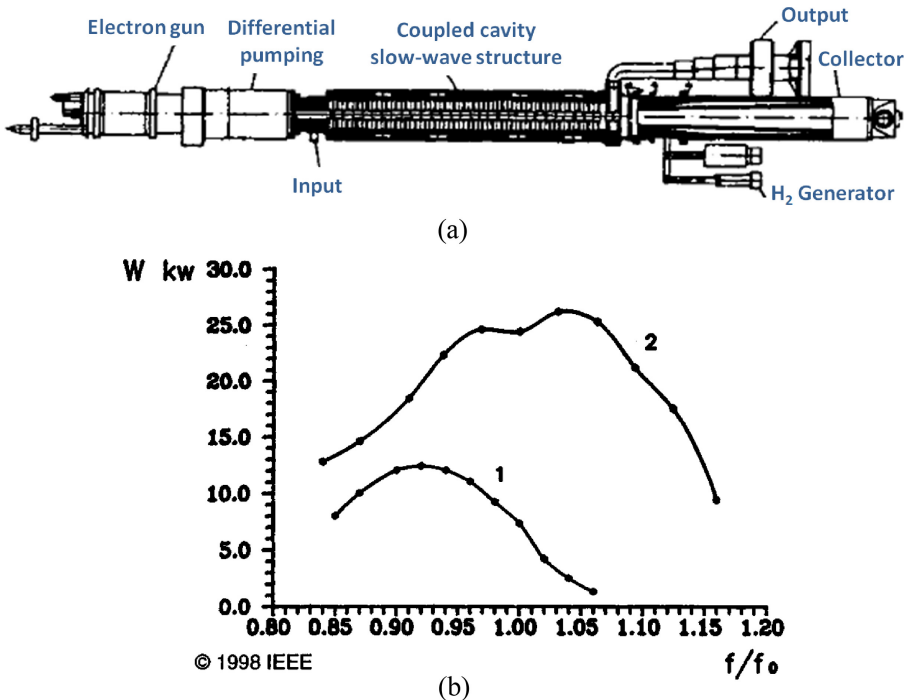 Electron gun
Differential
pumping
Coupled cavity
slow-wave structure
Output
Collector
Input
H₂ Generator
(a)
W kw
30.0
25.0
20.0
15.0
10.0
5.0
0.0
2
1
0.80 0.85 0.90 0.95 1.00 1.05 1.10 1.15 1.20
© 1998 IEEE
f/f₀
(b)